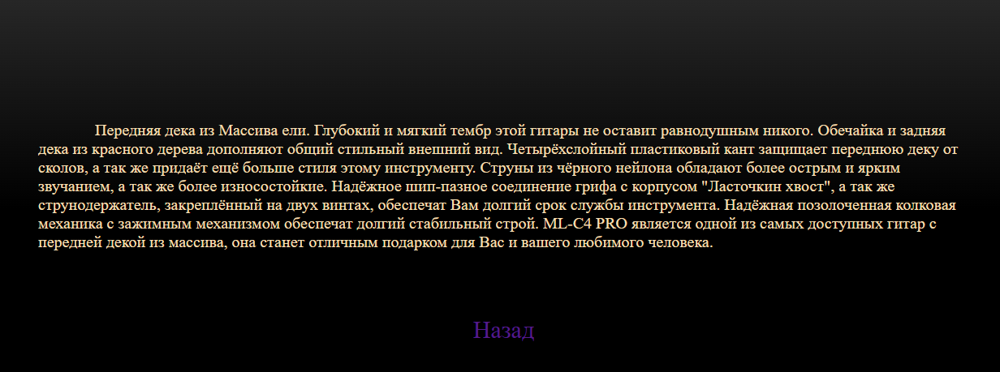 Передняя дека из Массива ели. Глубокий и мягкий тембр этой гитары не оставит равнодушным никого. Обечайка и задняя
дека из красного дерева дополняют общий стильный внешний вид. Четырёхслойный пластиковый кант защищает переднюю деку от
сколов, а так же придаёт ещё больше стиля этому инструменту. Струны из чёрного нейлона обладают более острым и ярким
звучанием, а так же более износостойкие. Надёжное шип-пазное соединение грифа с корпусом "Ласточкин хвост", а так же
струнодержатель, закреплённый на двух винтах, обеспечат Вам долгий срок службы инструмента. Надёжная позолоченная колковая
механика с зажимным механизмом обеспечат долгий стабильный строй. ML-C4 PRO является одной из самых доступных гитар с
передней декой из массива, она станет отличным подарком для Вас и вашего любимого человека.
Назад